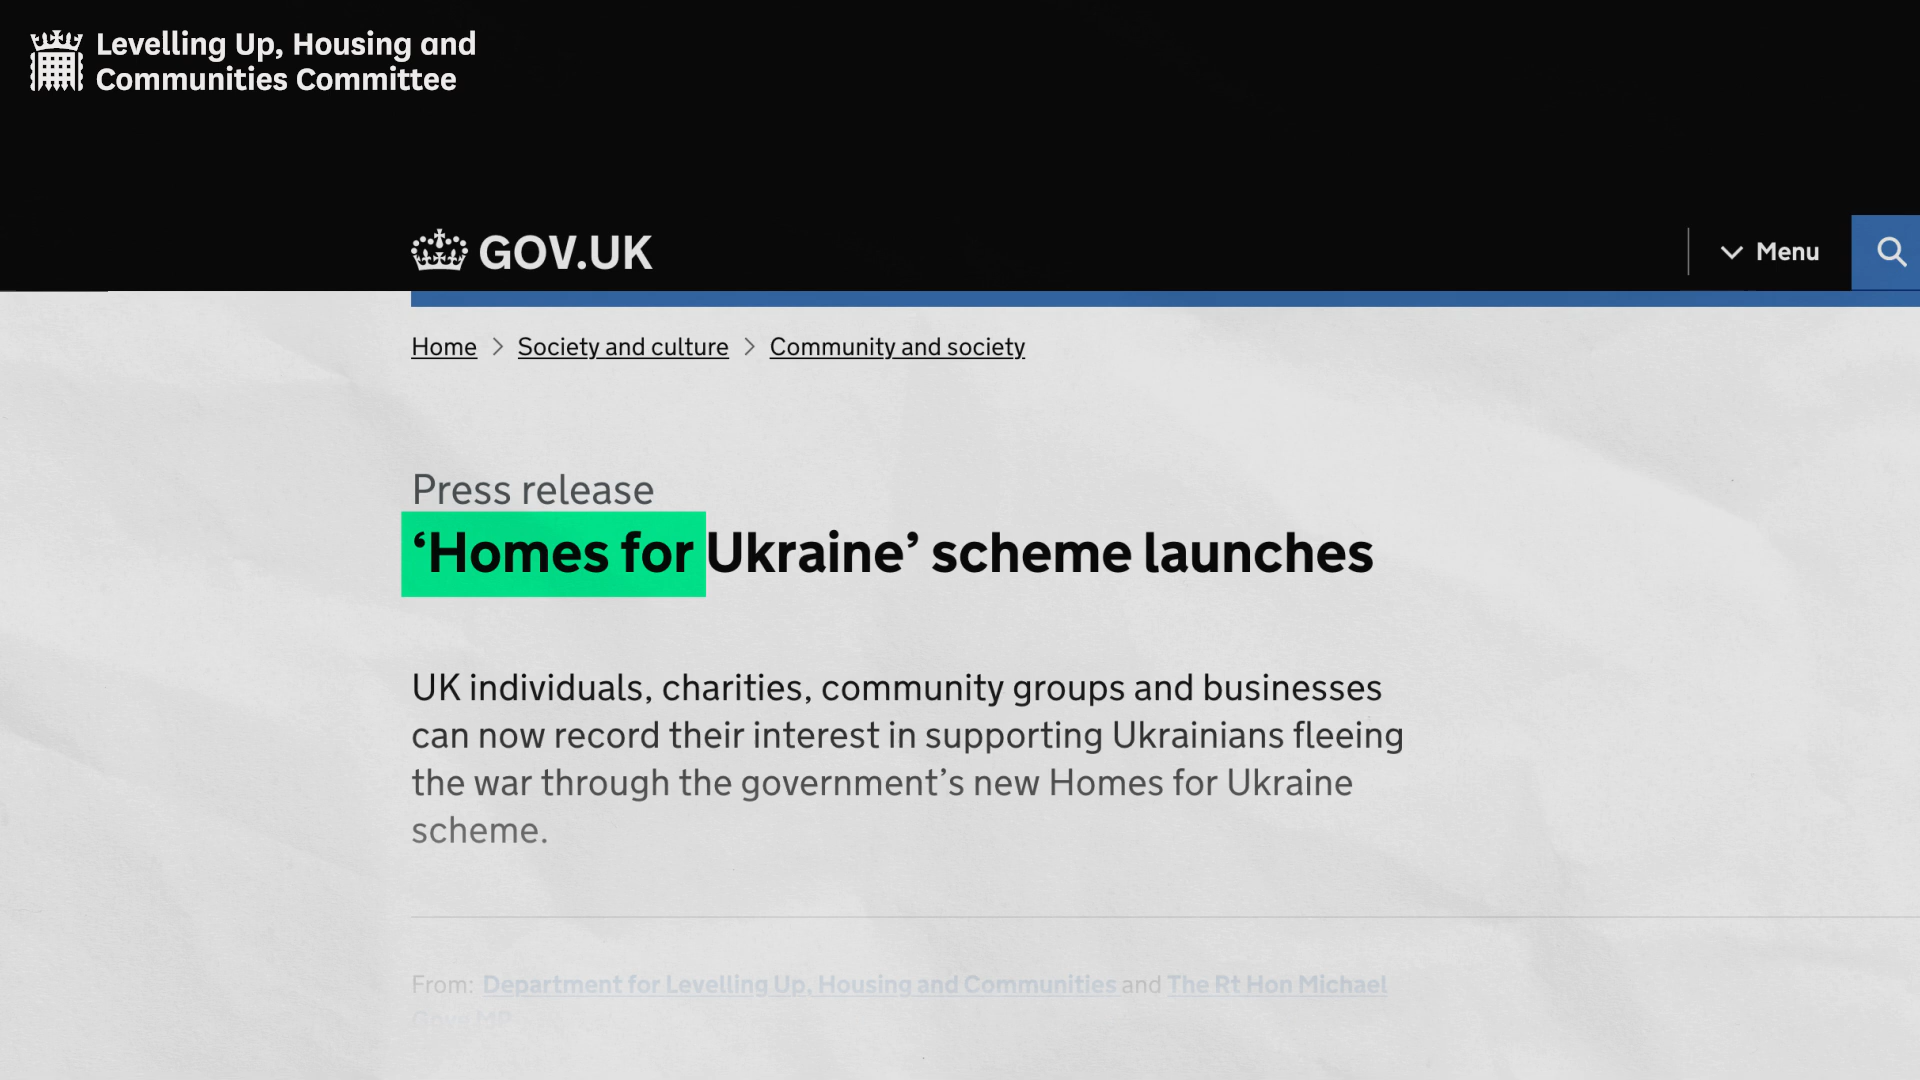 Levelling Up, Housing and
Communities Committee
GOV.UK
Menu
Home > Society and culture > Community and society
Press release
‘Homes for Ukraine’ scheme launches
UK individuals, charities, community groups and businesses
can now record their interest in supporting Ukrainians fleeing
the war through the government’s new Homes for Ukraine
scheme.
From: Department for Levelling Up, Housing and Communities and The Rt Hon Michael
Gove MP